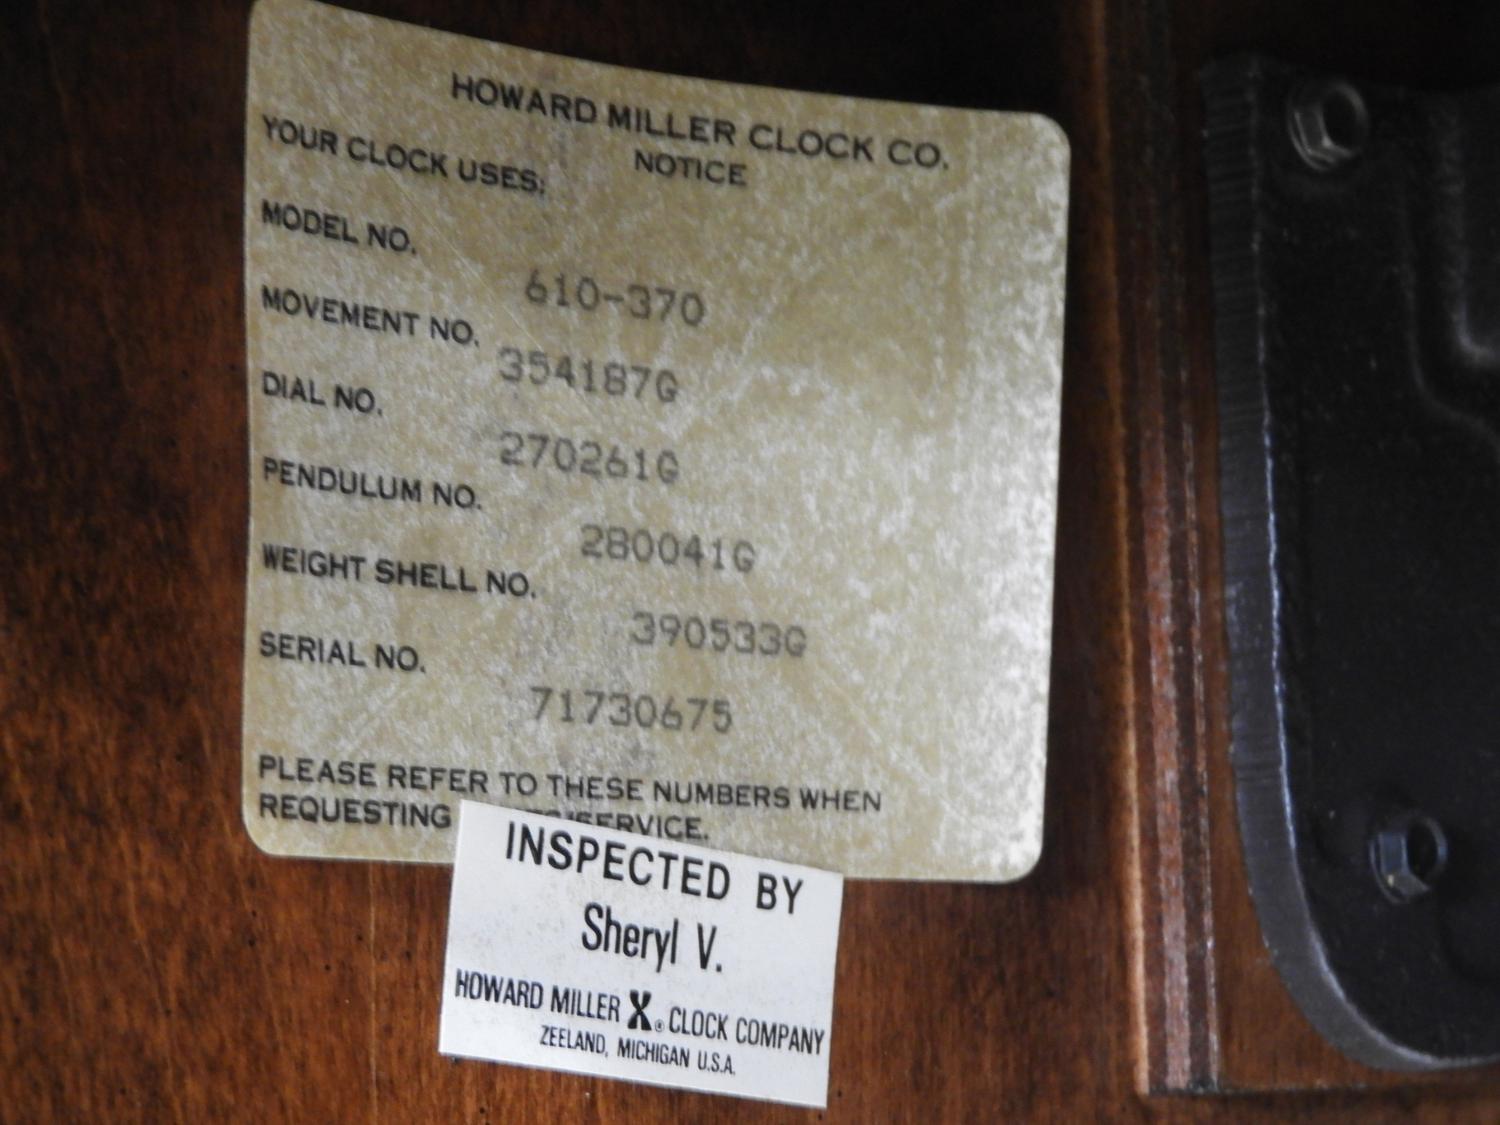 HOWARD MILLER CLOCK CO.
NOTICE
YOUR CLOCK USES:
MODEL NO.
610-370
MOVEMENT NO.
354187G
DIAL NO.
270261G
PENDULUM NO.
280041G
WEIGHT SHELL NO.
390533G
SERIAL NO.
71730675
PLEASE REFER TO THESE NUMBERS WHEN
REQUESTING SERVICE.
INSPECTED BY
Sheryl V.
HOWARD MILLER ® CLOCK COMPANY
ZEELAND, MICHIGAN U.S.A.